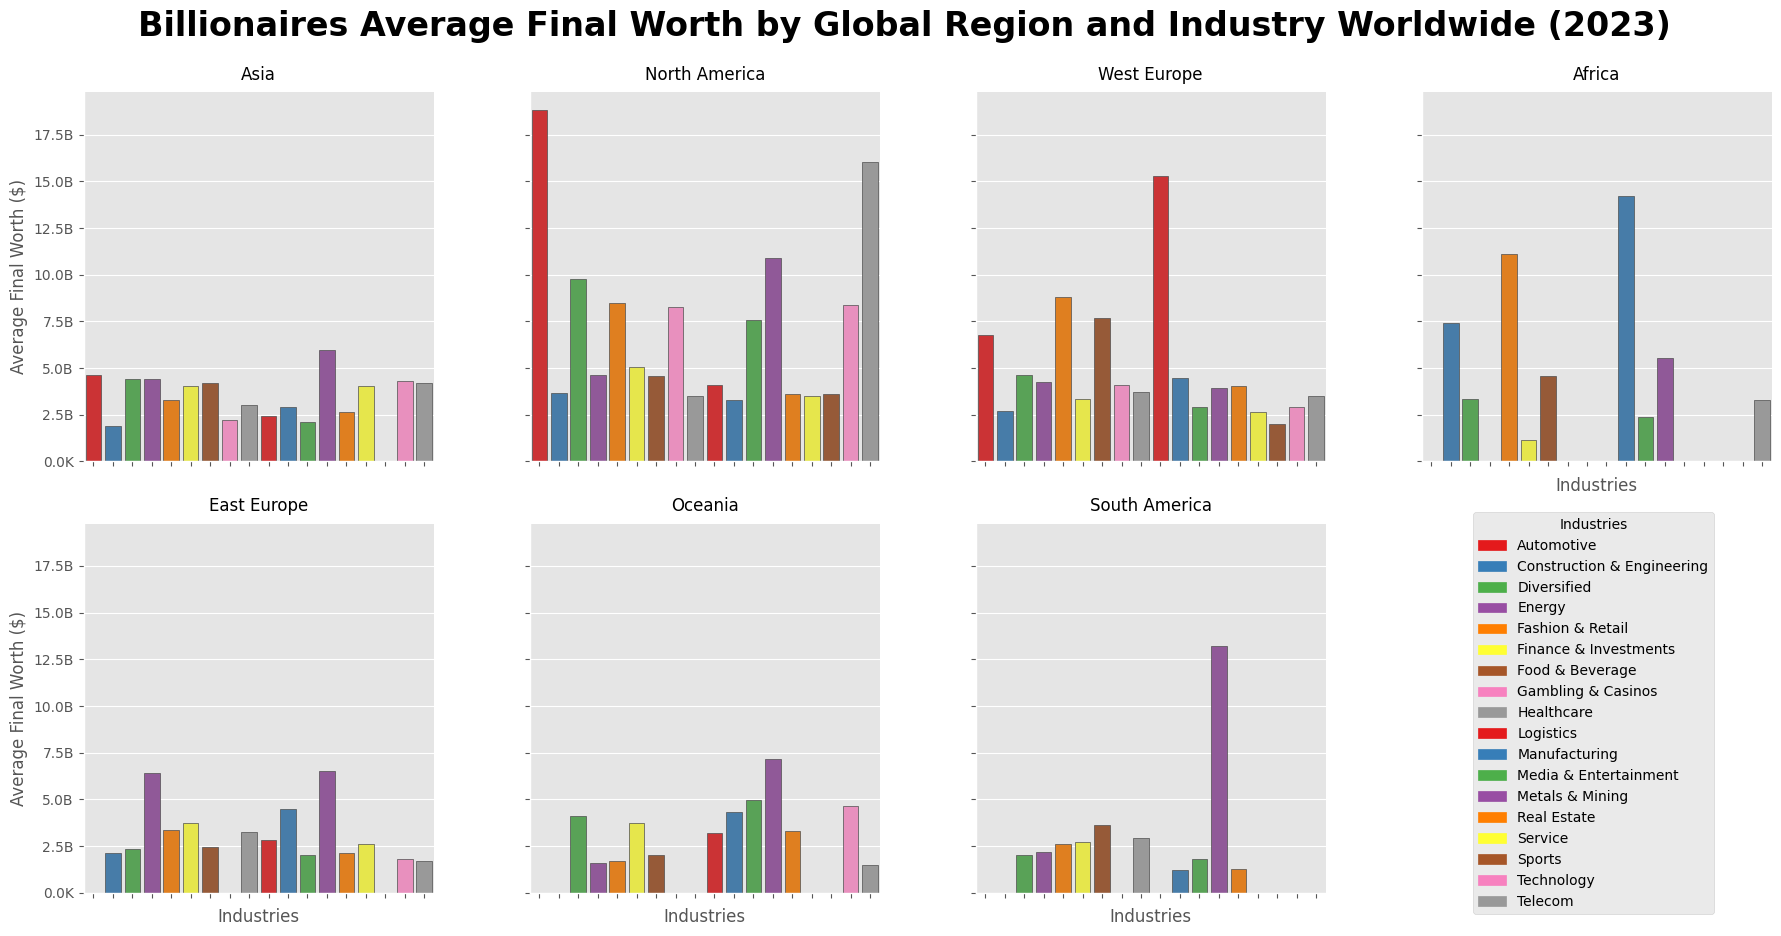 Billionaires Average Final Worth by Global Region and Industry Worldwide (2023)
Asia
North America
West Europe
Africa
17.5B
15.0B
12.5B
10.0B
7.5B
5.0B
2.5B
0.0K
Average Final Worth ($)
Industries
East Europe
Oceania
South America
17.5B
15.0B
12.5B
10.0B
7.5B
5.0B
2.5B
0.0K
Average Final Worth ($)
Industries
Industries
Industries
Industries
Automotive
Construction & Engineering
Diversified
Energy
Fashion & Retail
Finance & Investments
Food & Beverage
Gambling & Casinos
Healthcare
Logistics
Manufacturing
Media & Entertainment
Metals & Mining
Real Estate
Service
Sports
Technology
Telecom